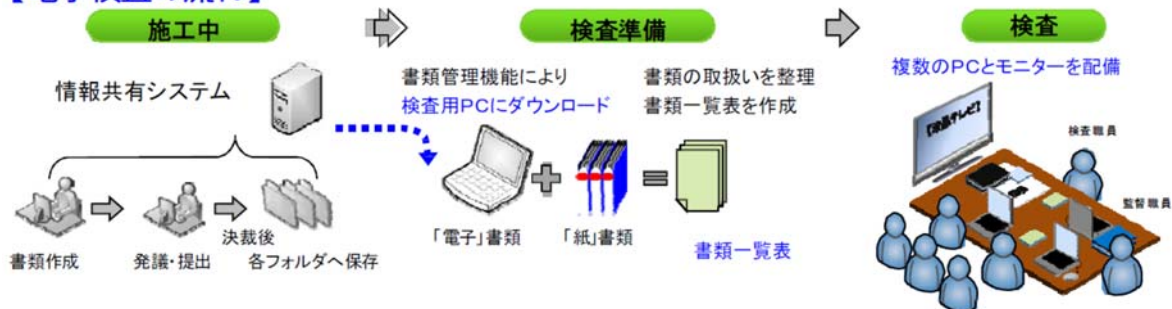 施工中
検査準備
検査
情報共有システム
書類作成
発議・提出
決裁後
各フォルダへ保存
書類管理機能により
検査用PCにダウンロード
書類の取扱いを整理
書類一覧表を作成
「電子」書類
「紙」書類
書類一覧表
複数のPCとモニターを配備
【液晶テレビ】
検査職員
監督職員